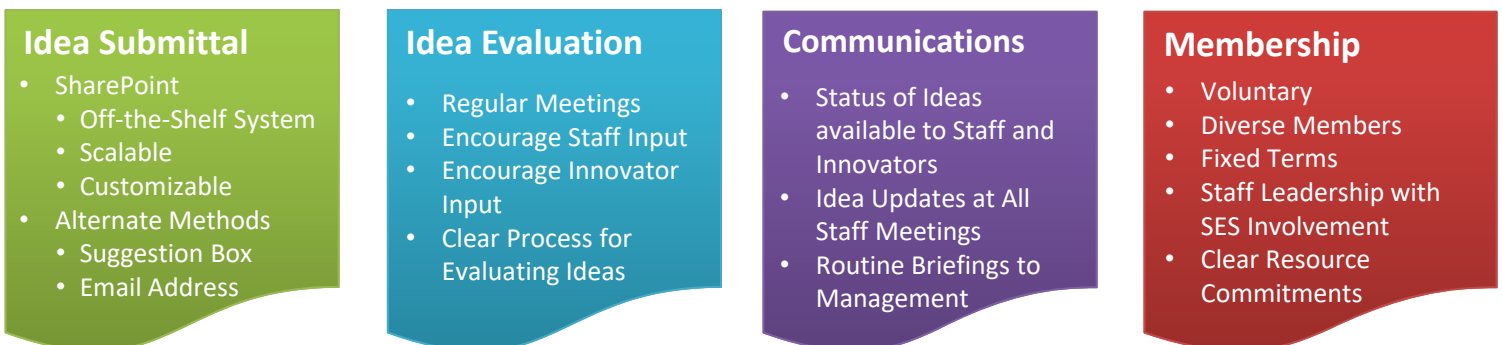 Idea Submittal
• SharePoint
• Off-the-Shelf System
• Scalable
• Customizable
• Alternate Methods
• Suggestion Box
• Email Address
Idea Evaluation
• Regular Meetings
• Encourage Staff Input
• Encourage Innovator
Input
• Clear Process for
Evaluating Ideas
Communications
• Status of Ideas
available to Staff and
Innovators
• Idea Updates at All
Staff Meetings
• Routine Briefings to
Management
Membership
• Voluntary
• Diverse Members
• Fixed Terms
• Staff Leadership with
SES Involvement
• Clear Resource
Commitments